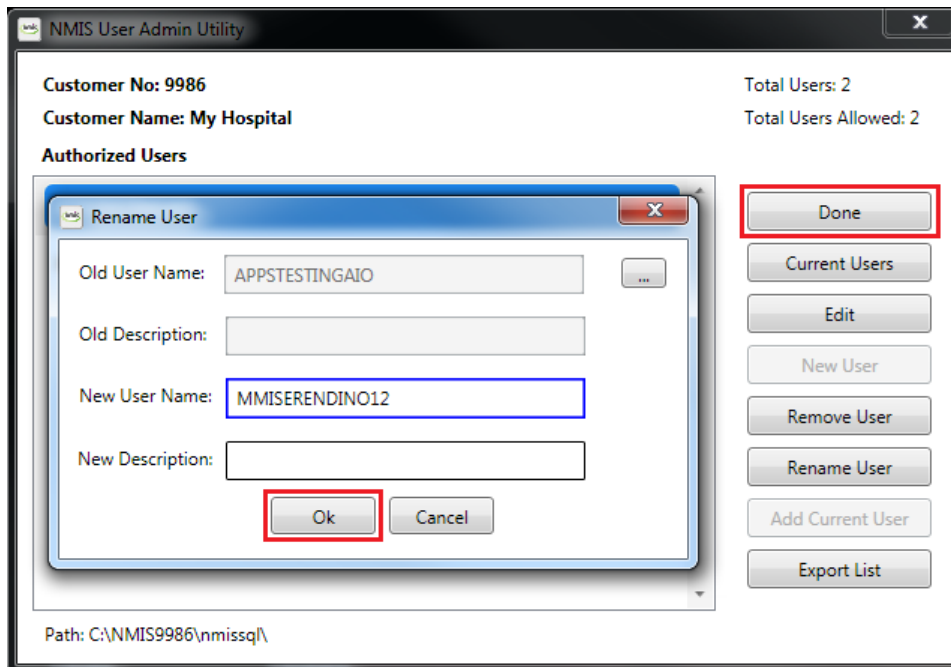 NMIS User Admin Utility
Customer No: 9986
Total Users: 2
Customer Name: My Hospital
Total Users Allowed: 2
Authorized Users
Rename User
Old User Name: APPSTESTINGAIO ...
Old Description:
New User Name: MMISERENDINO12
New Description:
Ok Cancel
Done
Current Users
Edit
New User
Remove User
Rename User
Add Current User
Export List
Path: C:\NMIS9986\nmissql\